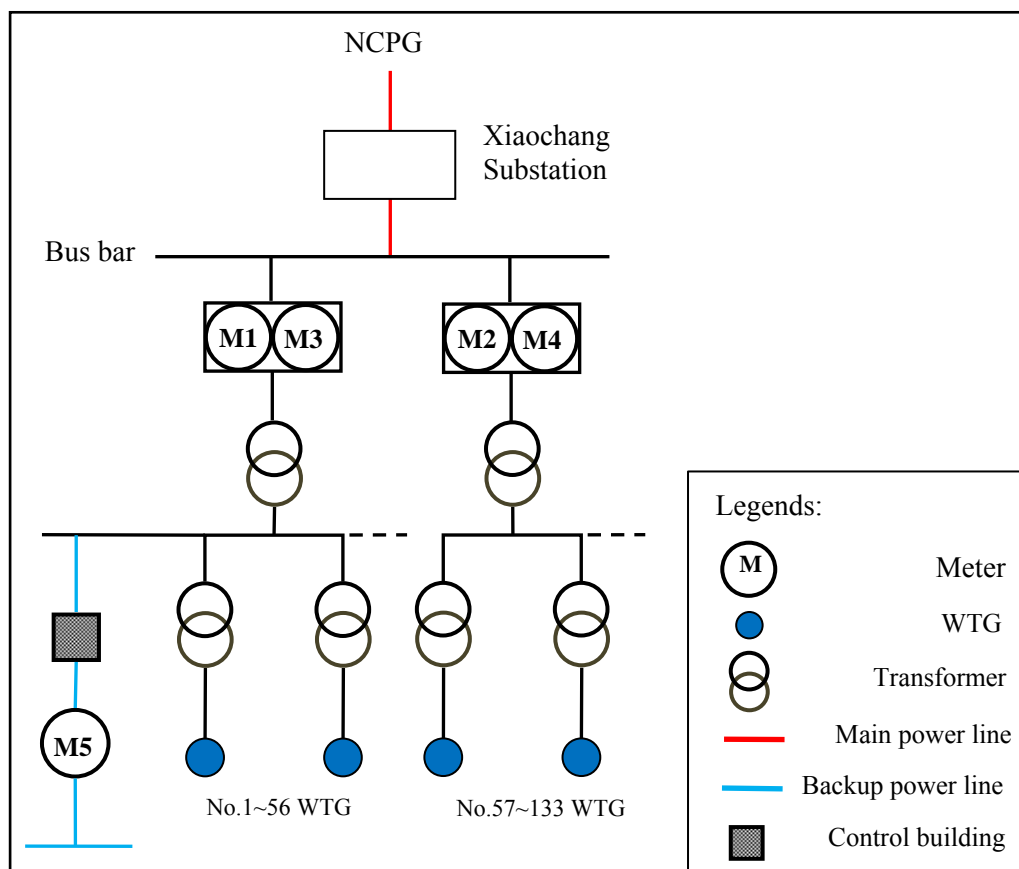 NCPG
Xiaochang
Substation
Bus bar
M1 M3 M2 M4
Legends:
M Meter
WTG
Transformer
M5
Main power line
Backup power line
No.1~56 WTG No.57~133 WTG
Control building